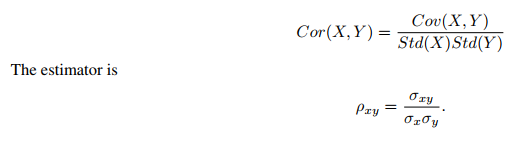 Cor(X, Y) = Cov(X, Y) / Std(X)Std(Y)
The estimator is
ρxy = σxy / σxσy.